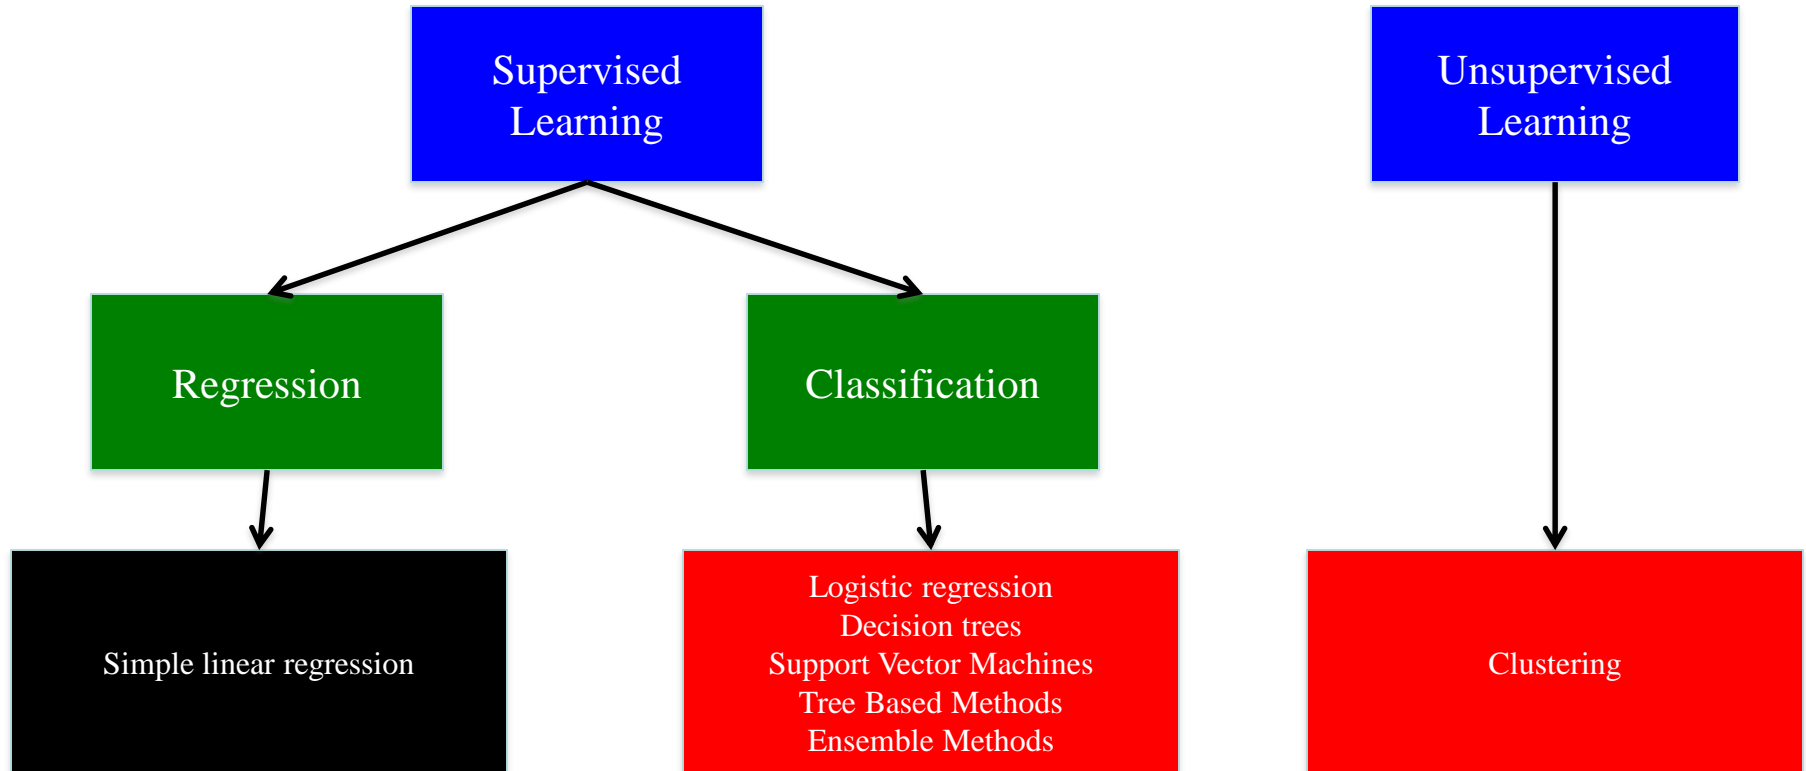 Supervised
Learning
Unsupervised
Learning
Regression
Classification
Simple linear regression
Logistic regression
Decision trees
Support Vector Machines
Tree Based Methods
Ensemble Methods
Clustering